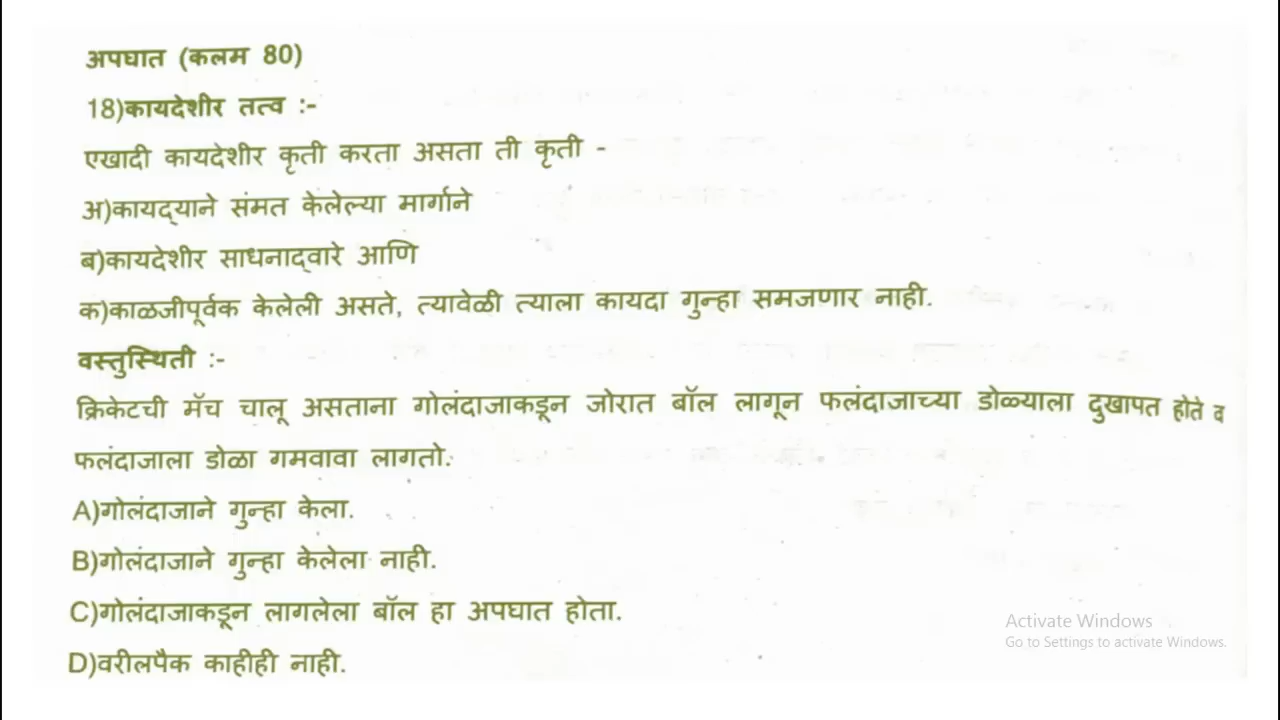 अपघात (कलम 80)
18)कायदेशीर तत्व :-
एखादी कायदेशीर कृती करता असता ती कृती -
अ)कायद्‌याने संमत केलेल्या मार्गाने
ब)कायदेशीर साधनाद्‌वारे आणि
क)काळजीपूर्वक केलेली असते, त्यावेळी त्याला कायदा गुन्हा समजणार नाही.
वस्तुस्थिती :-
क्रिकेटची मॅच चालू असताना गोलंदाजाकडून जोरात बॉल लागून फलंदाजाच्या डोळ्याला दुखापत होते व
फलंदाजाला डोळा गमवावा लागतो.
A)गोलंदाजाने गुन्हा केला.
B)गोलंदाजाने गुन्हा केलेला नाही.
C)गोलंदाजाकडून लागलेला बॉल हा अपघात होता.
D)वरीलपैक काहीही नाही.
Activate Windows
Go to Settings to activate Windows.